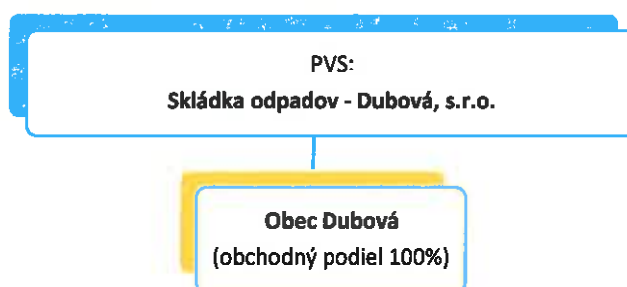 PVS:
Skládka odpadov - Dubová, s.r.o.
Obec Dubová
(obchodný podiel 100%)